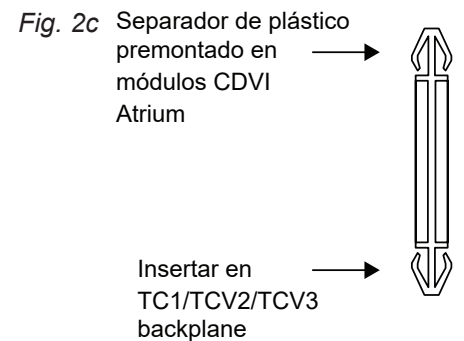 Fig. 2c Separador de plástico
premontado en
módulos CDVI
Atrium
Insertar en
TC1/TCV2/TCV3
backplane